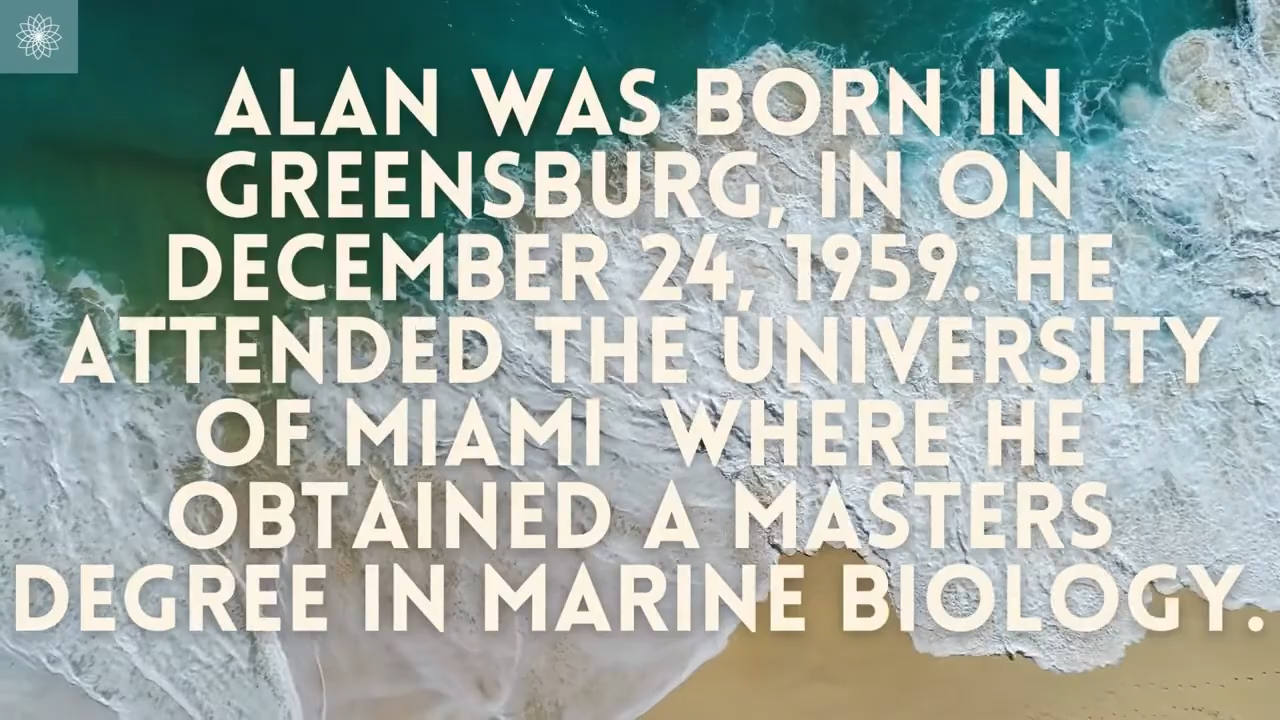 ALAN WAS BORN IN
GREENSBURG, IN ON
DECEMBER 24, 1959. HE
ATTENDED THE UNIVERSITY
OF MIAMI  WHERE HE
OBTAINED A MASTERS
DEGREE IN MARINE BIOLOGY.